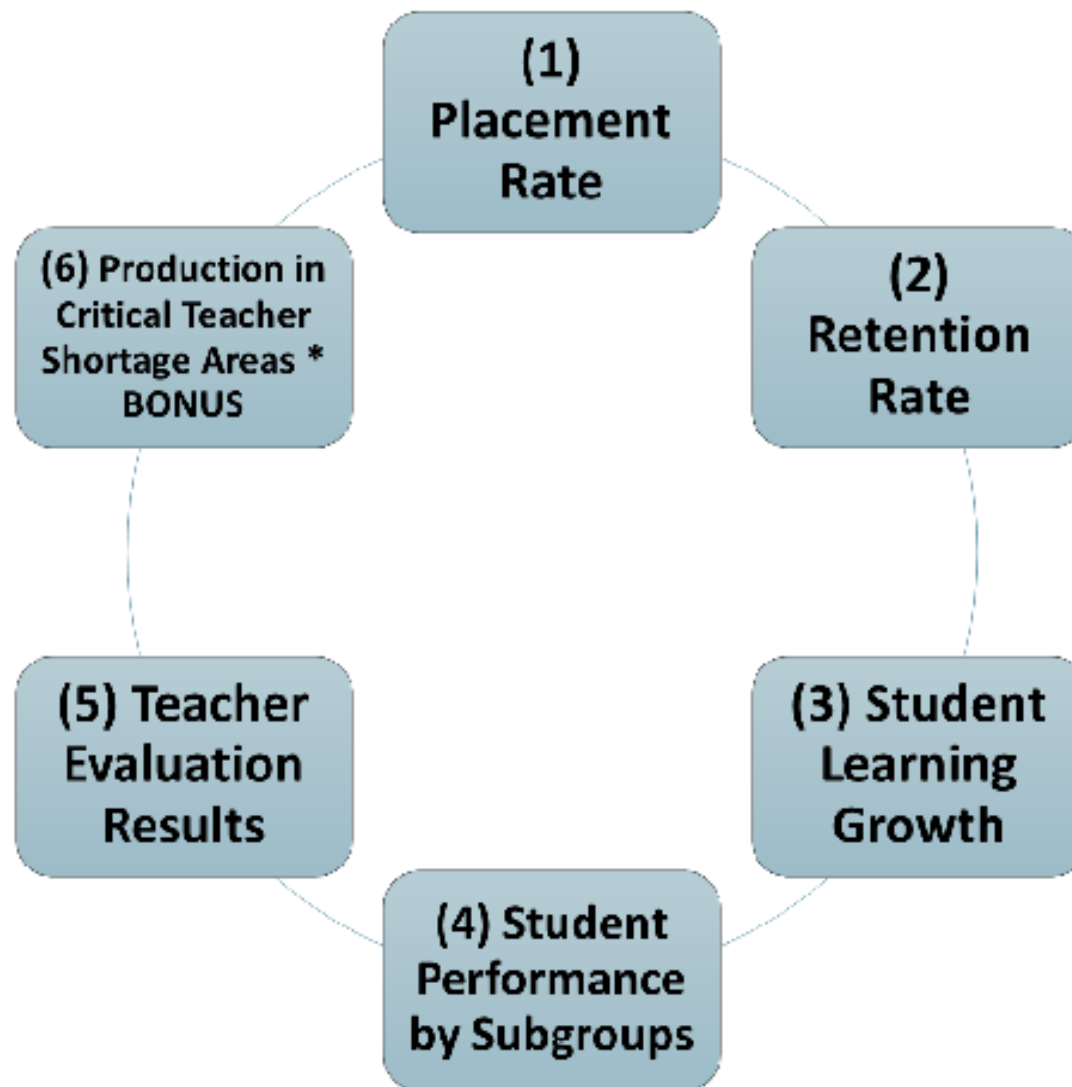 (1)
Placement
Rate
(2)
Retention
Rate
(3) Student
Learning
Growth
(4) Student
Performance
by Subgroups
(5) Teacher
Evaluation
Results
(6) Production in
Critical Teacher
Shortage Areas *
BONUS